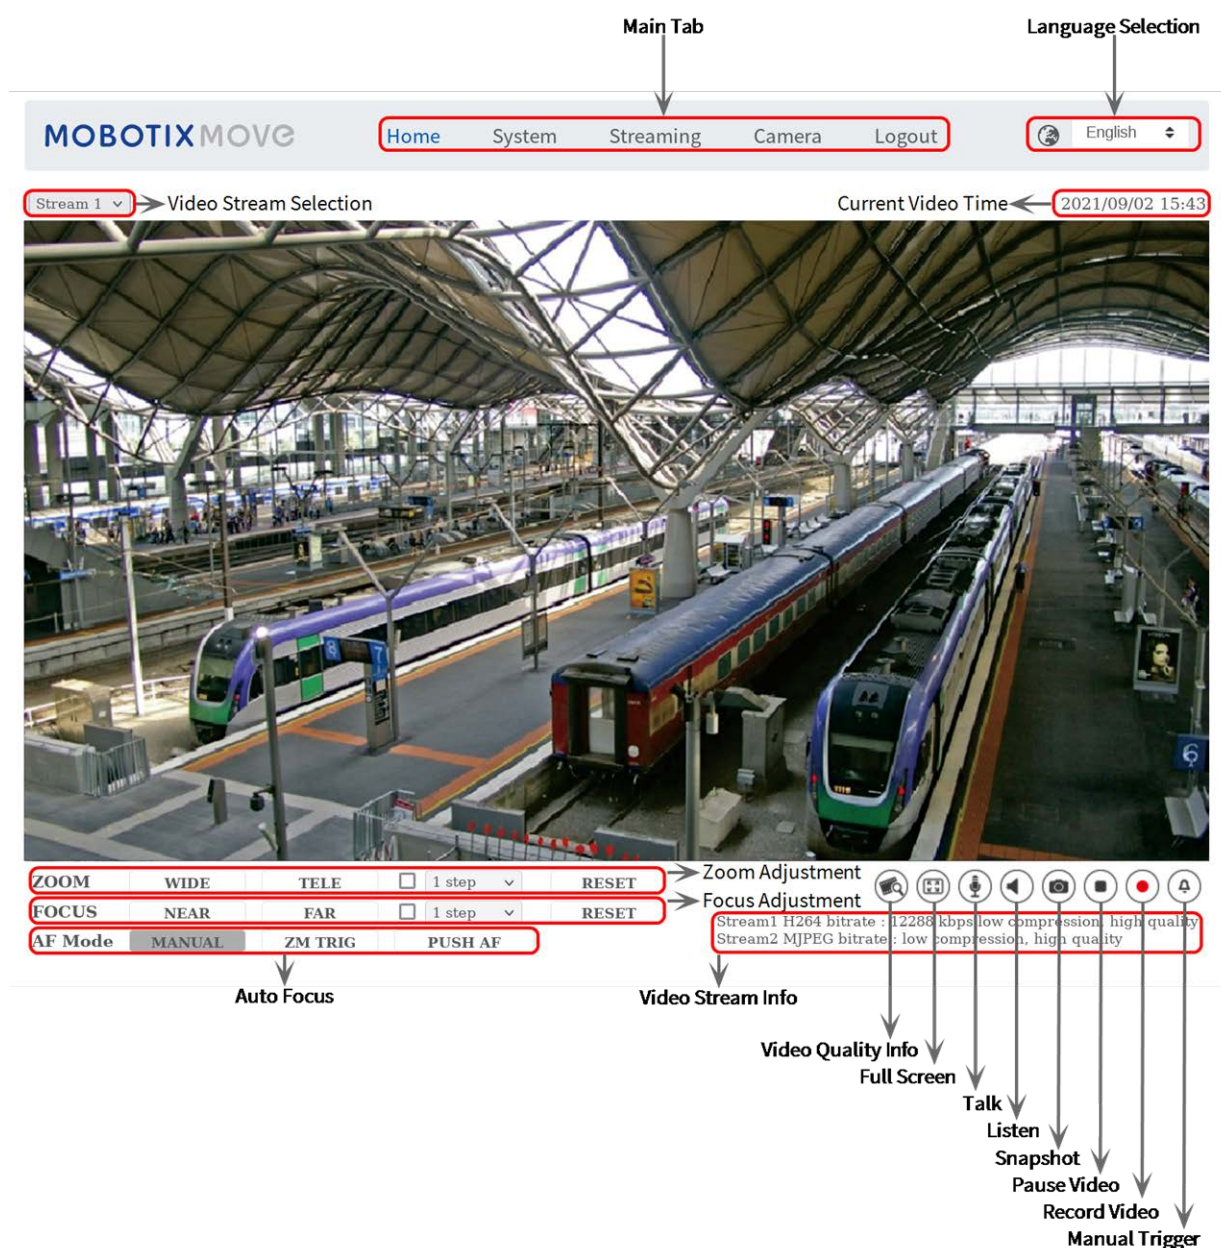 Main Tab
Language Selection
MOBOTIX MOVE
Home System Streaming Camera Logout
English
Stream 1
Video Stream Selection
Current Video Time
2021/09/02 15:43
6
ZOOM WIDE TELE 1 step RESET
Zoom Adjustment
FOCUS NEAR FAR 1 step RESET
Focus Adjustment
AF Mode MANUAL ZM TRIG PUSH AF
Stream1 H264 bitrate : 12288 kbps low compression, high quality
Stream2 MJPEG bitrate : low compression, high quality
Auto Focus
Video Stream Info
Video Quality Info
Full Screen
Talk
Listen
Snapshot
Pause Video
Record Video
Manual Trigger